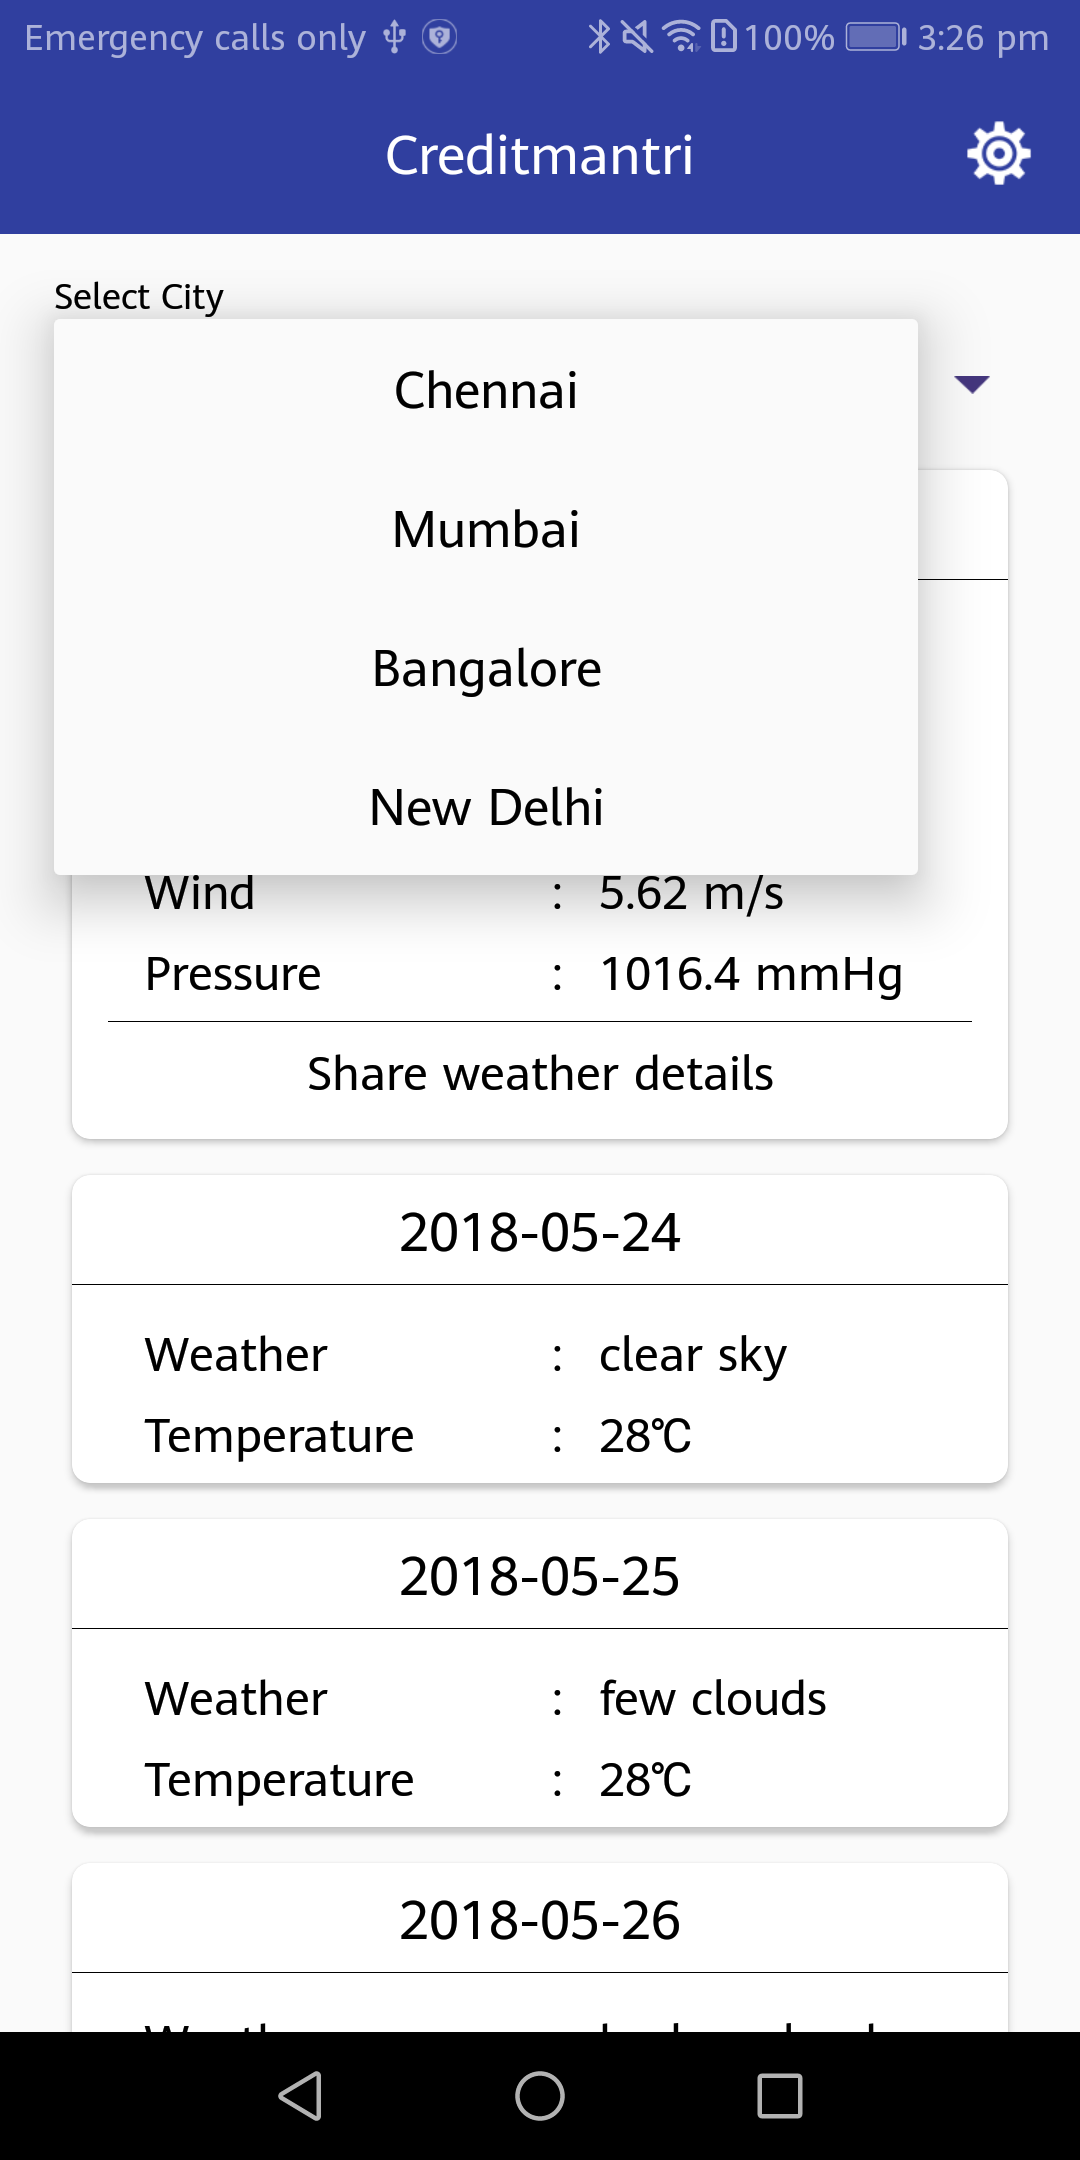 Emergency calls only 100% 3:26 pm
Creditmantri
Select City
Chennai
Mumbai
Bangalore
New Delhi
Wind : 5.62 m/s
Pressure : 1016.4 mmHg
Share weather details
2018-05-24
Weather : clear sky
Temperature : 28℃
2018-05-25
Weather : few clouds
Temperature : 28℃
2018-05-26